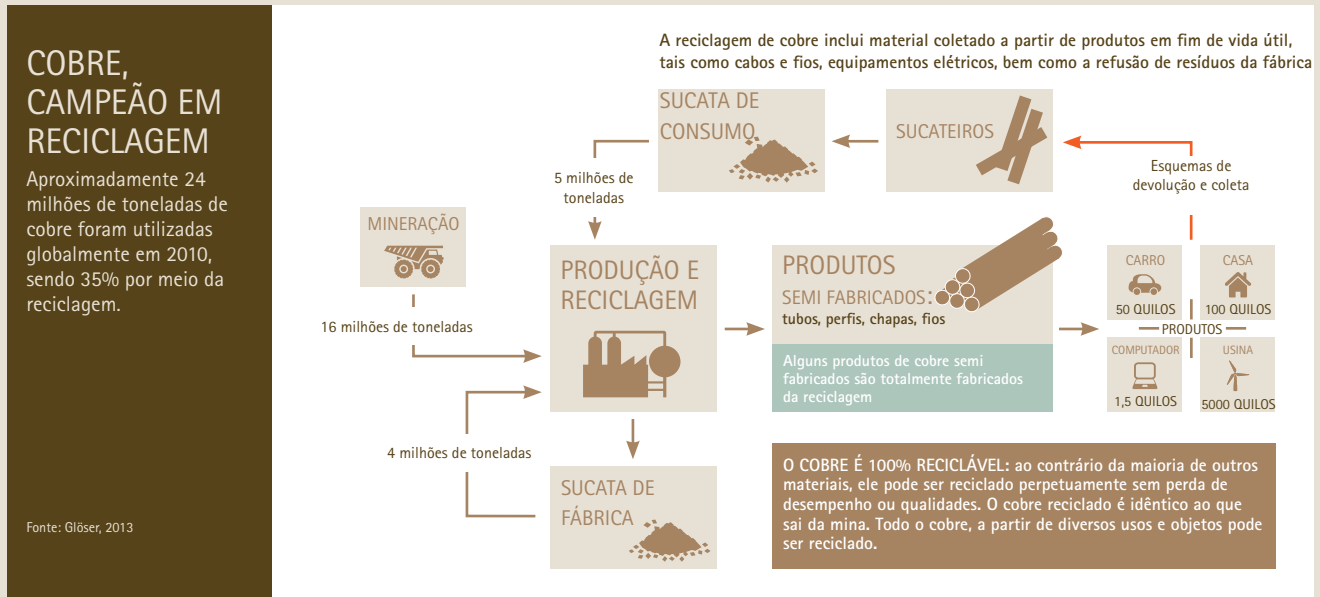 COBRE,
CAMPEÃO EM
RECICLAGEM
Aproximadamente 24
milhões de toneladas de
cobre foram utilizadas
globalmente em 2010,
sendo 35% por meio da
reciclagem.
Fonte: Glöser, 2013
A reciclagem de cobre inclui material coletado a partir de produtos em fim de vida útil,
tais como cabos e fios, equipamentos elétricos, bem como a refusão de resíduos da fábrica
SUCATA DE
CONSUMO
SUCATEIROS
Esquemas de
devolução e coleta
5 milhões de
toneladas
MINERAÇÃO
16 milhões de toneladas
PRODUÇÃO E
RECICLAGEM
PRODUTOS
SEMI FABRICADOS:
tubos, perfis, chapas, fios
Alguns produtos de cobre semi
fabricados são totalmente fabricados
da reciclagem
CARRO
50 QUILOS
CASA
100 QUILOS
PRODUTOS
COMPUTADOR
1,5 QUILOS
USINA
5000 QUILOS
4 milhões de toneladas
SUCATA DE
FÁBRICA
O COBRE É 100% RECICLÁVEL: ao contrário da maioria de outros
materiais, ele pode ser reciclado perpetuamente sem perda de
desempenho ou qualidades. O cobre reciclado é idêntico ao que
sai da mina. Todo o cobre, a partir de diversos usos e objetos pode
ser reciclado.